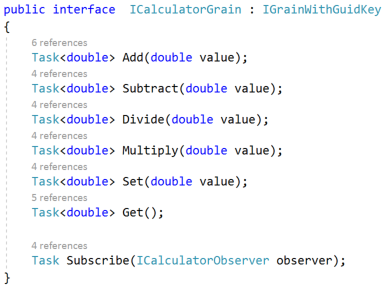 public interface ICalculatorGrain : IGrainWithGuidKey
{
6 references
Task<double> Add(double value);
4 references
Task<double> Subtract(double value);
4 references
Task<double> Divide(double value);
4 references
Task<double> Multiply(double value);
4 references
Task<double> Set(double value);
5 references
Task<double> Get();
4 references
Task Subscribe(ICalculatorObserver observer);
}